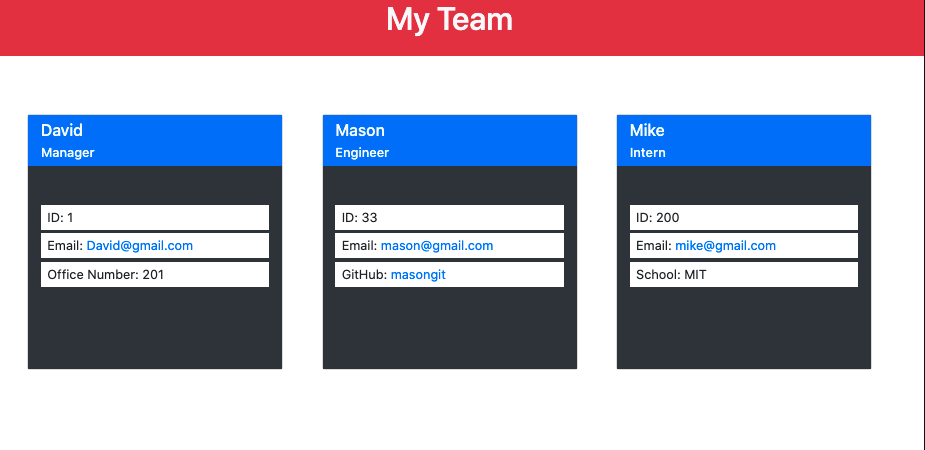 My Team
David
Manager
ID: 1
Email: David@gmail.com
Office Number: 201
Mason
Engineer
ID: 33
Email: mason@gmail.com
GitHub: masongit
Mike
Intern
ID: 200
Email: mike@gmail.com
School: MIT